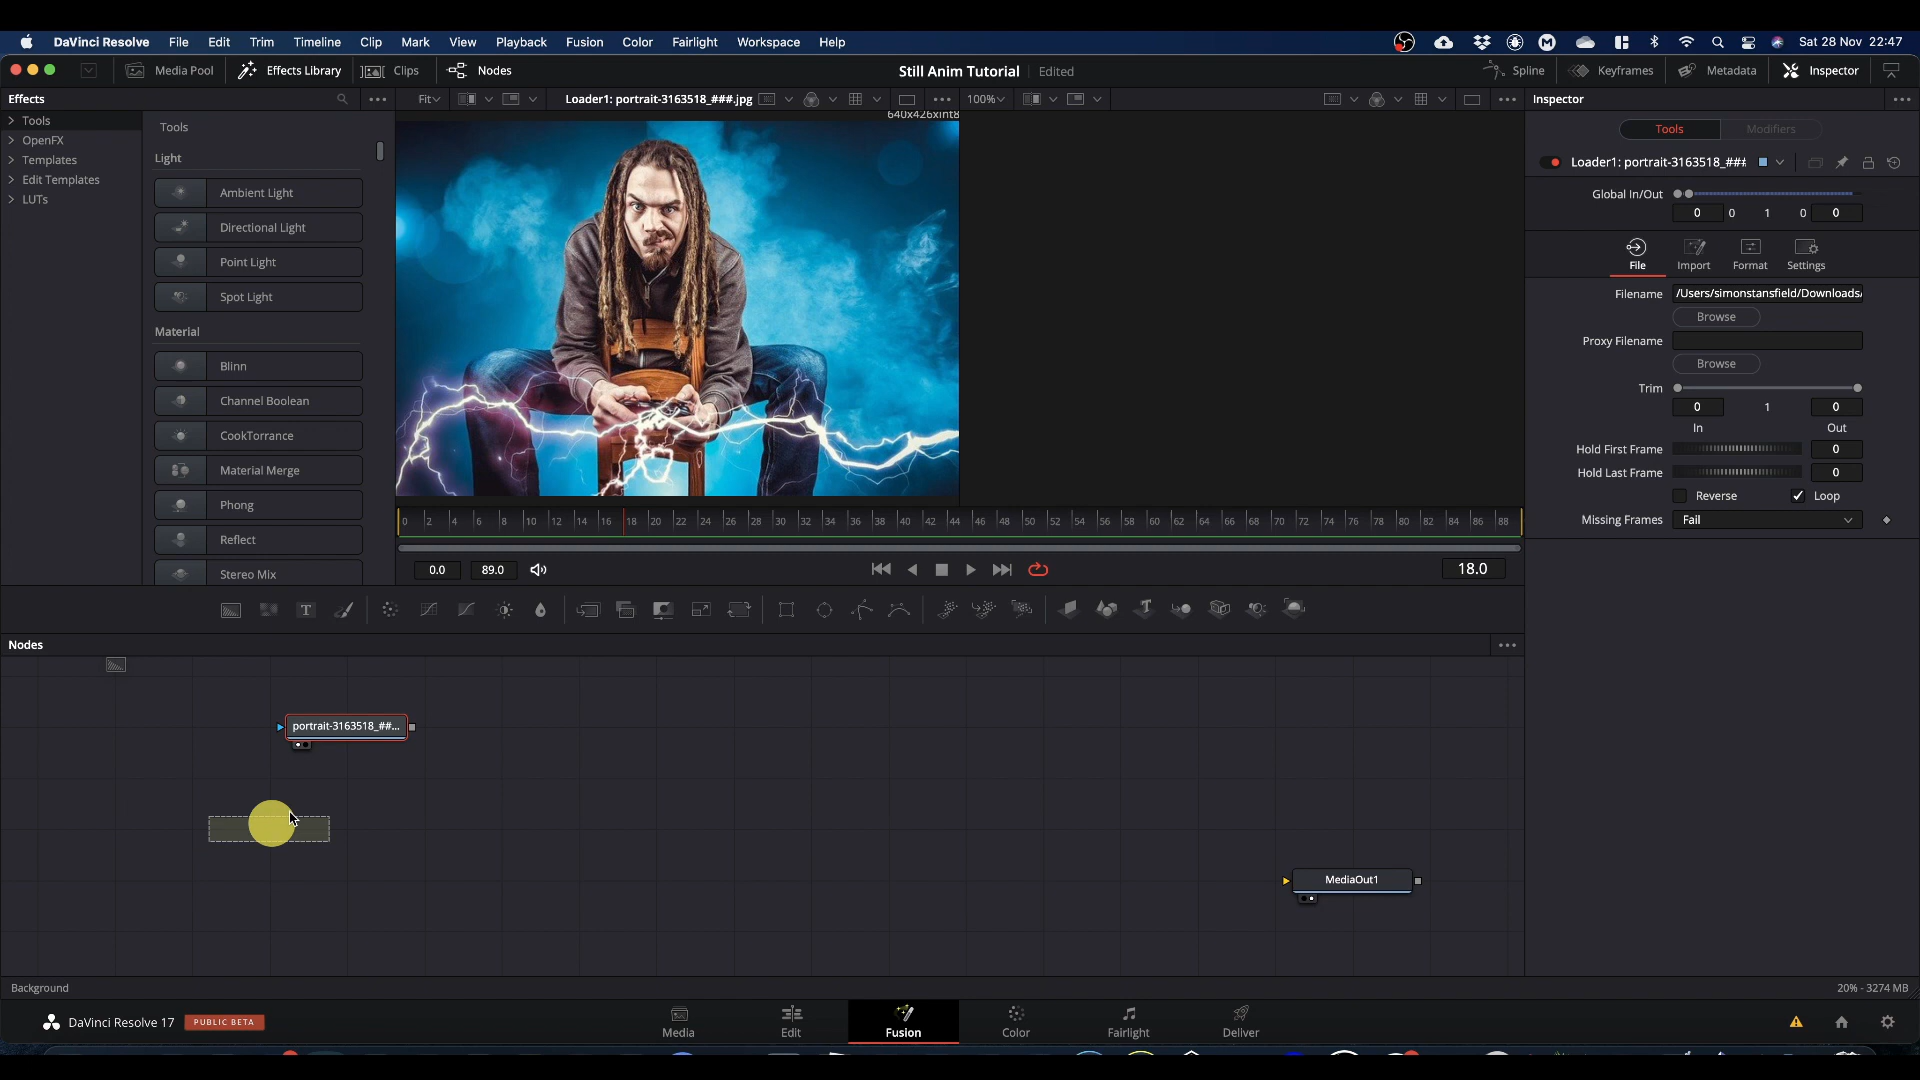 DaVinci Resolve File Edit Trim Timeline Clip Mark View Playback Fusion Color Fairlight Workspace Help Sat 28 Nov 22:47
Media Pool Effects Library Clips Nodes Still Anim Tutorial Edited Spline Keyframes Metadata Inspector
Effects Fit Loader1: portrait-3163518_###.jpg 100% Inspector
640x426xint8
Tools
OpenFX
Templates
Edit Templates
LUTs
Tools
Light
Ambient Light
Directional Light
Point Light
Spot Light
Material
Blinn
Channel Boolean
CookTorrance
Material Merge
Phong
Reflect
Stereo Mix
Tools Modifiers
Loader1: portrait-3163518_###
Global In/Out
0 0 1 0 0
File Import Format Settings
Filename /Users/simonstansfield/Downloads/
Browse
Proxy Filename
Browse
Trim
0 1 0
In Out
Hold First Frame 0
Hold Last Frame 0
Reverse Loop
Missing Frames Fail
0 2 4 6 8 10 12 14 16 18 20 22 24 26 28 30 32 34 36 38 40 42 44 46 48 50 52 54 56 58 60 62 64 66 68 70 72 74 76 78 80 82 84 86 88
0.0 89.0 18.0
T
Nodes
portrait-3163518_##...
MediaOut1
Background 20% - 3274 MB
DaVinci Resolve 17 PUBLIC BETA Media Edit Fusion Color Fairlight Deliver